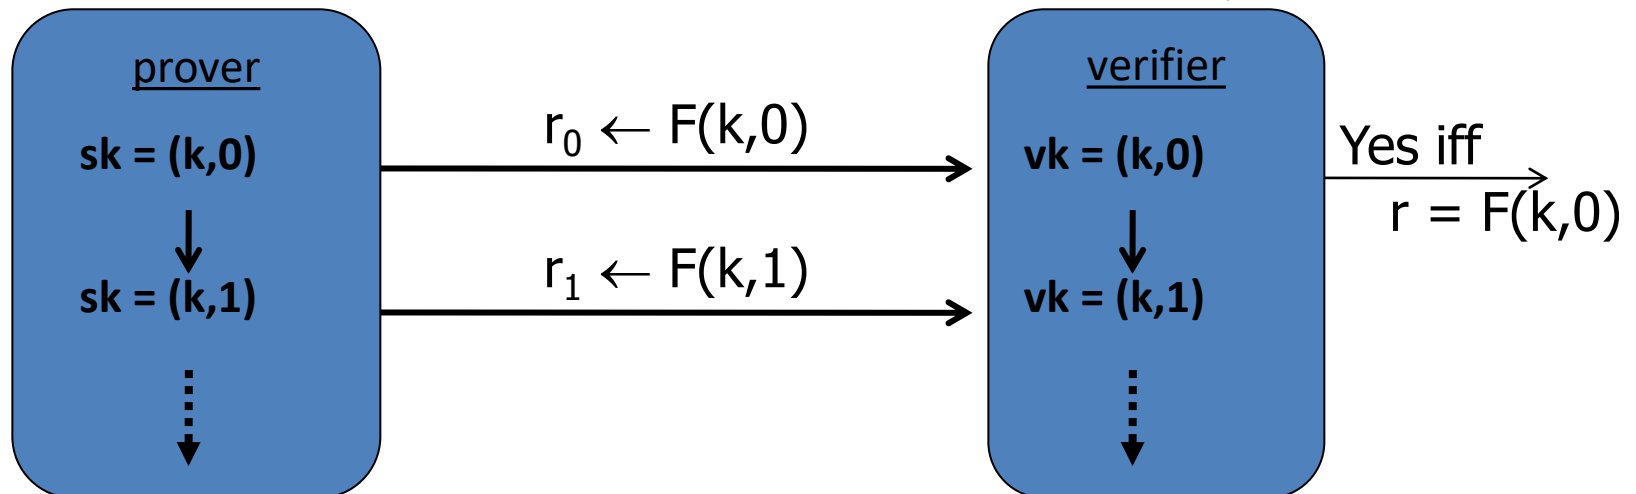 prover
verifier
r₀ ← F(k,0)
sk = (k,0)
vk = (k,0)
Yes iff
r = F(k,0)
r₁ ← F(k,1)
sk = (k,1)
vk = (k,1)